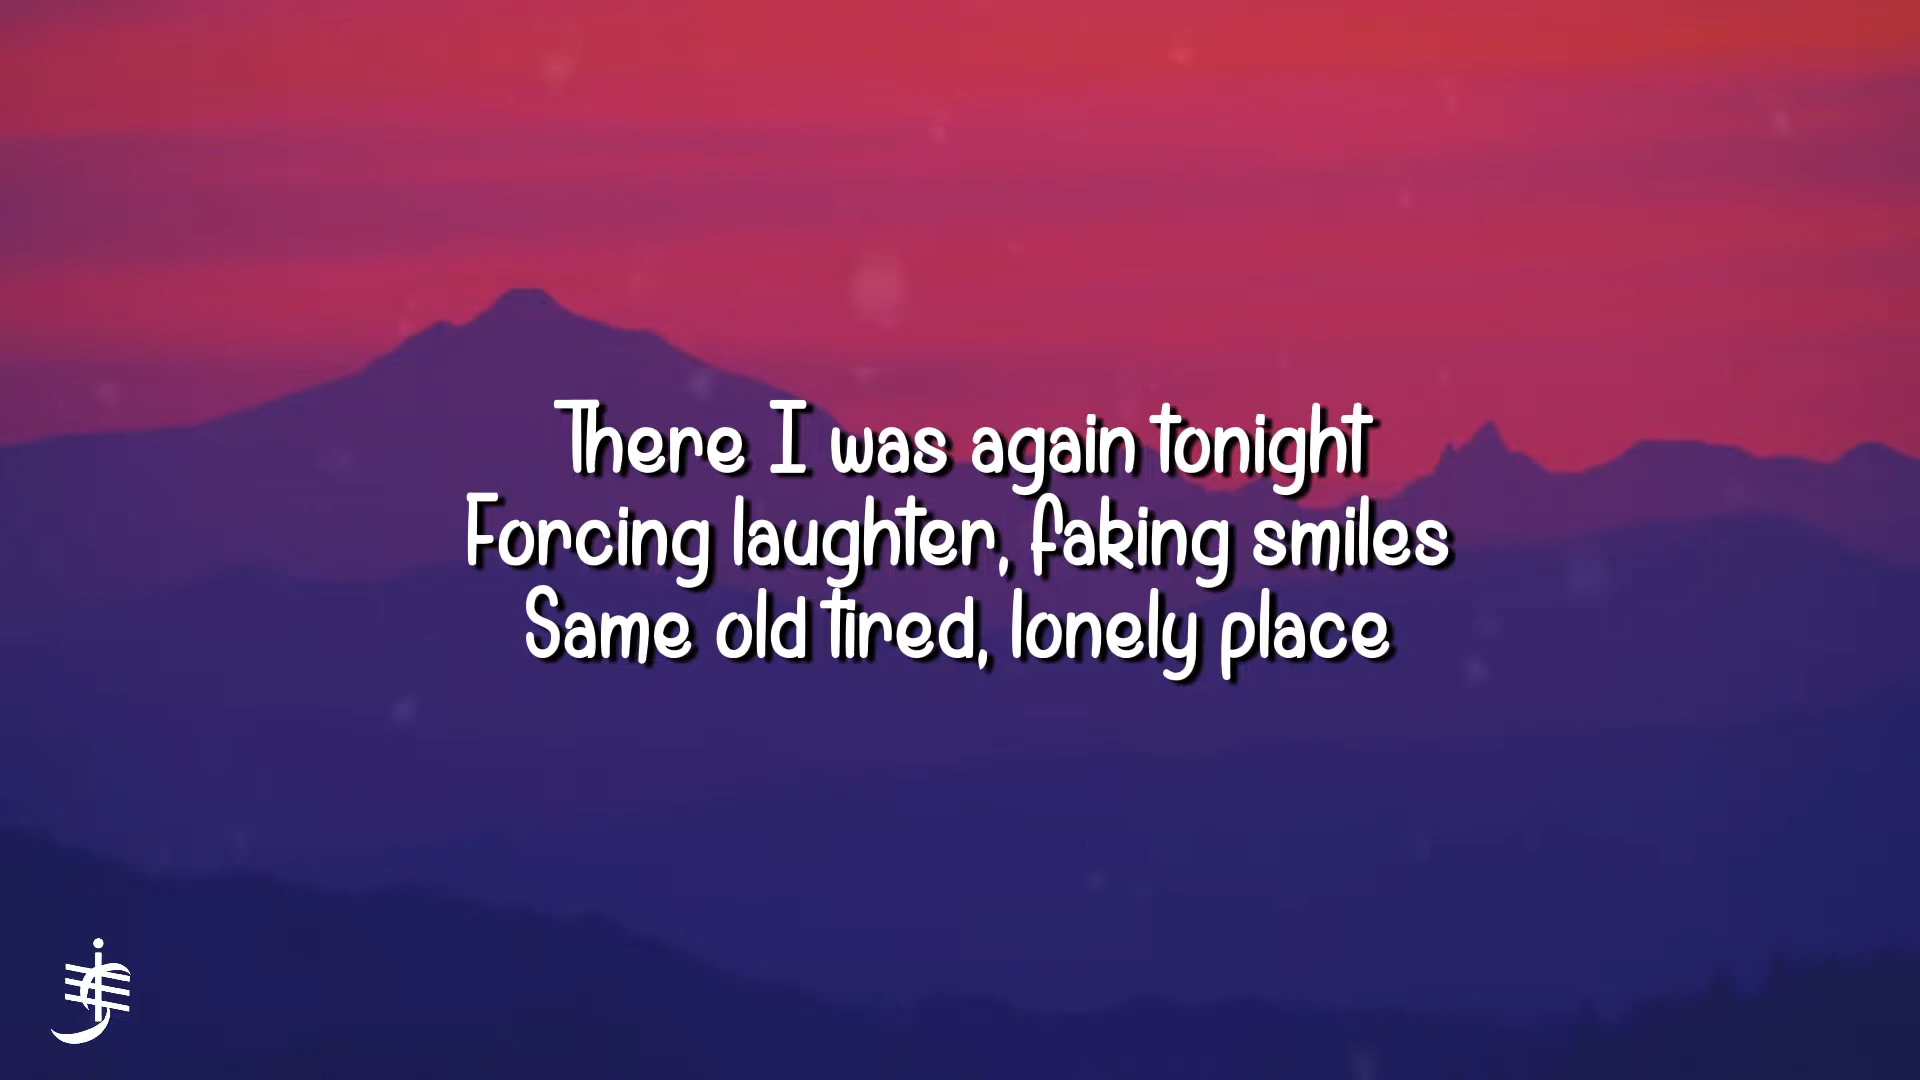 There I was again tonight
Forcing laughter, faking smiles
Same old tired, lonely place